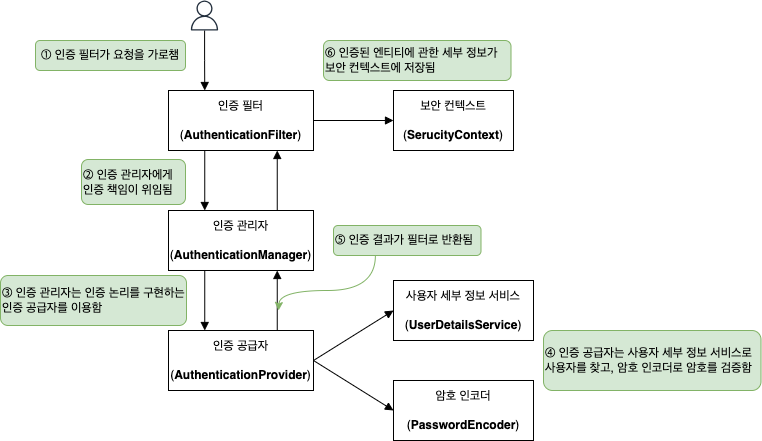 ① 인증 필터가 요청을 가로챔
⑥ 인증된 엔티티에 관한 세부 정보가
보안 컨텍스트에 저장됨
인증 필터
(AuthenticationFilter)
보안 컨텍스트
(SerucityContext)
② 인증 관리자에게
인증 책임이 위임됨
인증 관리자
(AuthenticationManager)
⑤ 인증 결과가 필터로 반환됨
③ 인증 관리자는 인증 논리를 구현하는
인증 공급자를 이용함
사용자 세부 정보 서비스
(UserDetailsService)
인증 공급자
(AuthenticationProvider)
④ 인증 공급자는 사용자 세부 정보 서비스로
사용자를 찾고, 암호 인코더로 암호를 검증함
암호 인코더
(PasswordEncoder)